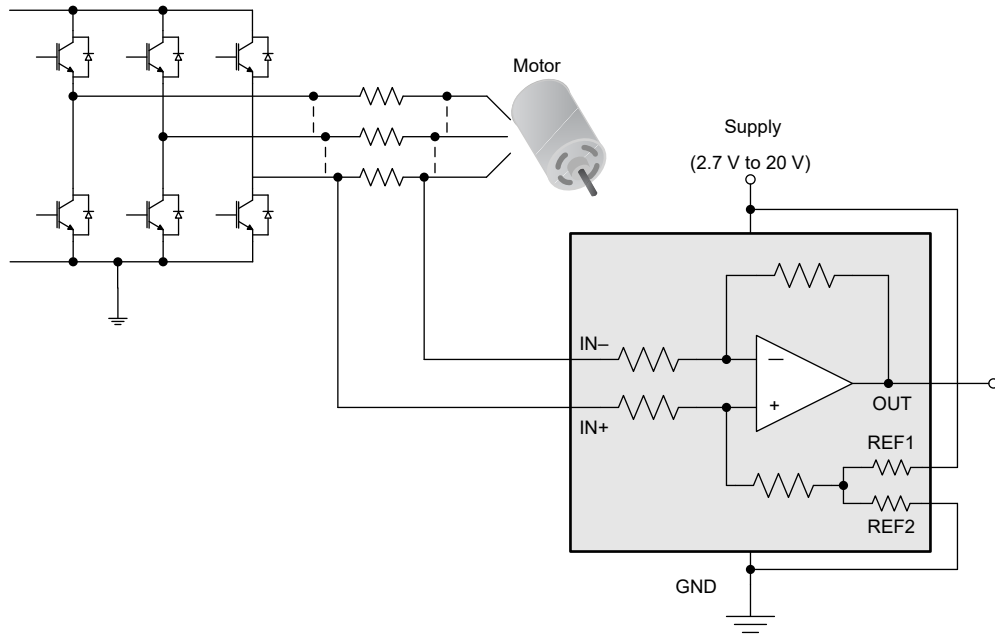 Motor
Supply
(2.7 V to 20 V)
IN–
IN+
—
+
OUT
REF1
REF2
GND